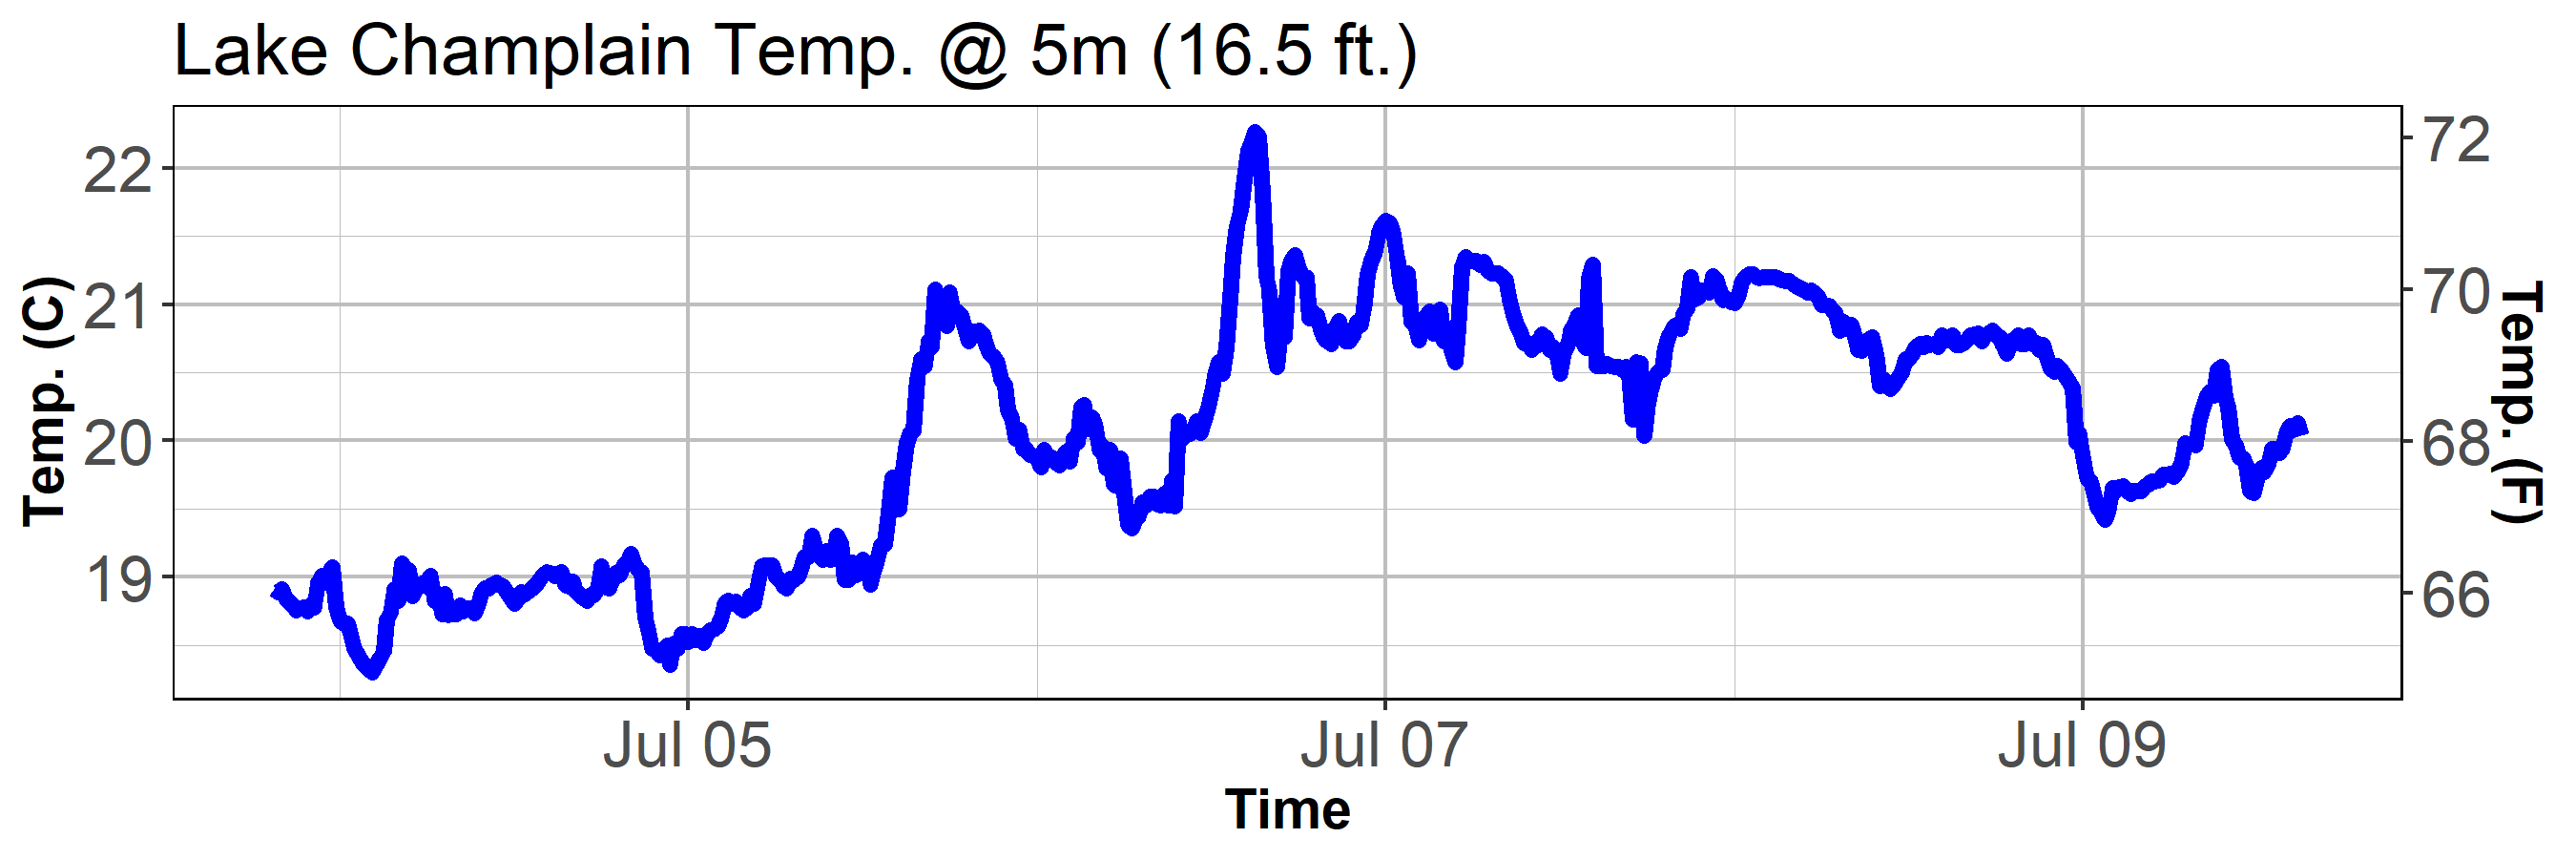 Lake Champlain Temp. @ 5m (16.5 ft.)
Temp. (C)
22
21
20
19
72
70
68
66
Temp. (F)
Jul 05
Jul 07
Jul 09
Time